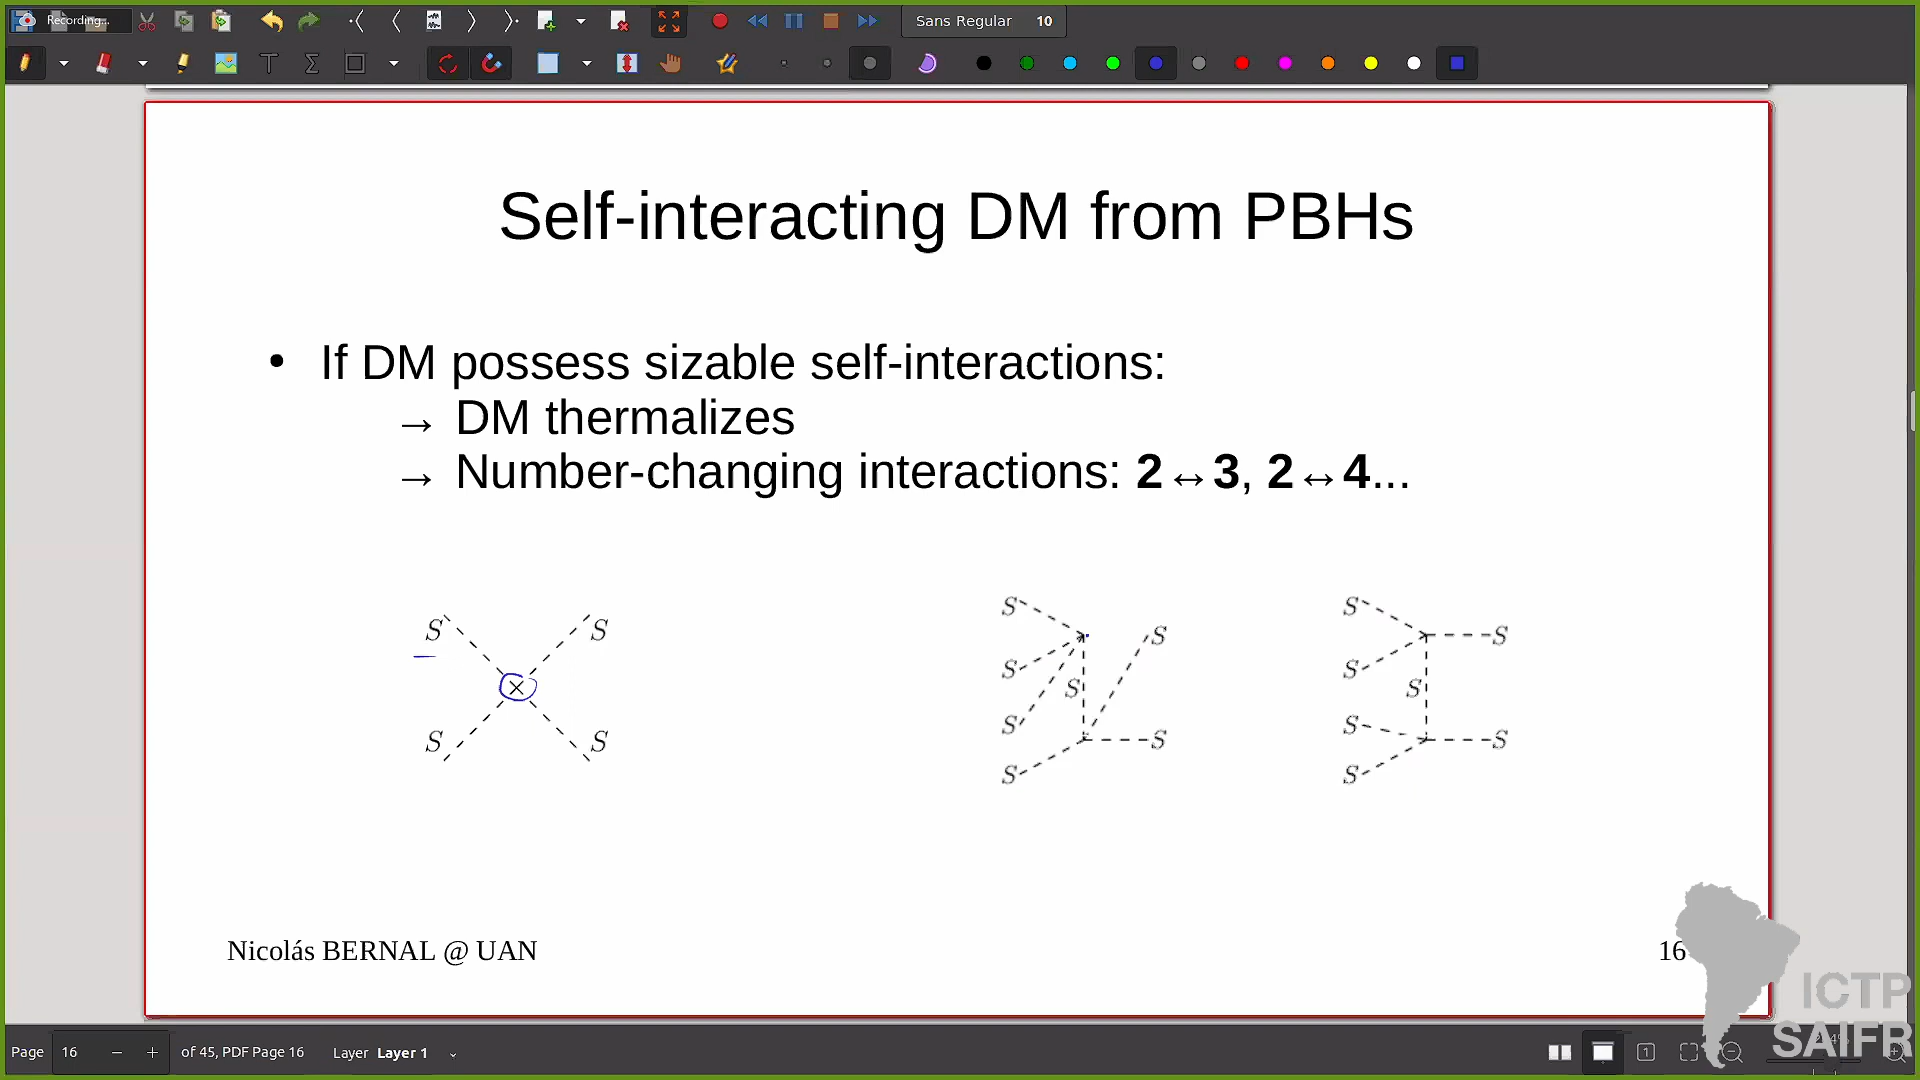 Recording...
Sans Regular 10
Self-interacting DM from PBHs
• If DM possess sizable self-interactions:
→ DM thermalizes
→ Number-changing interactions: 2↔3, 2↔4...
S S
S S
S S
S S
S
S S
S S
S S
S
S S
S
Nicolás BERNAL @ UAN
16
ICTP
SAIFR
Page 16 − + of 45, PDF Page 16 Layer Layer 1